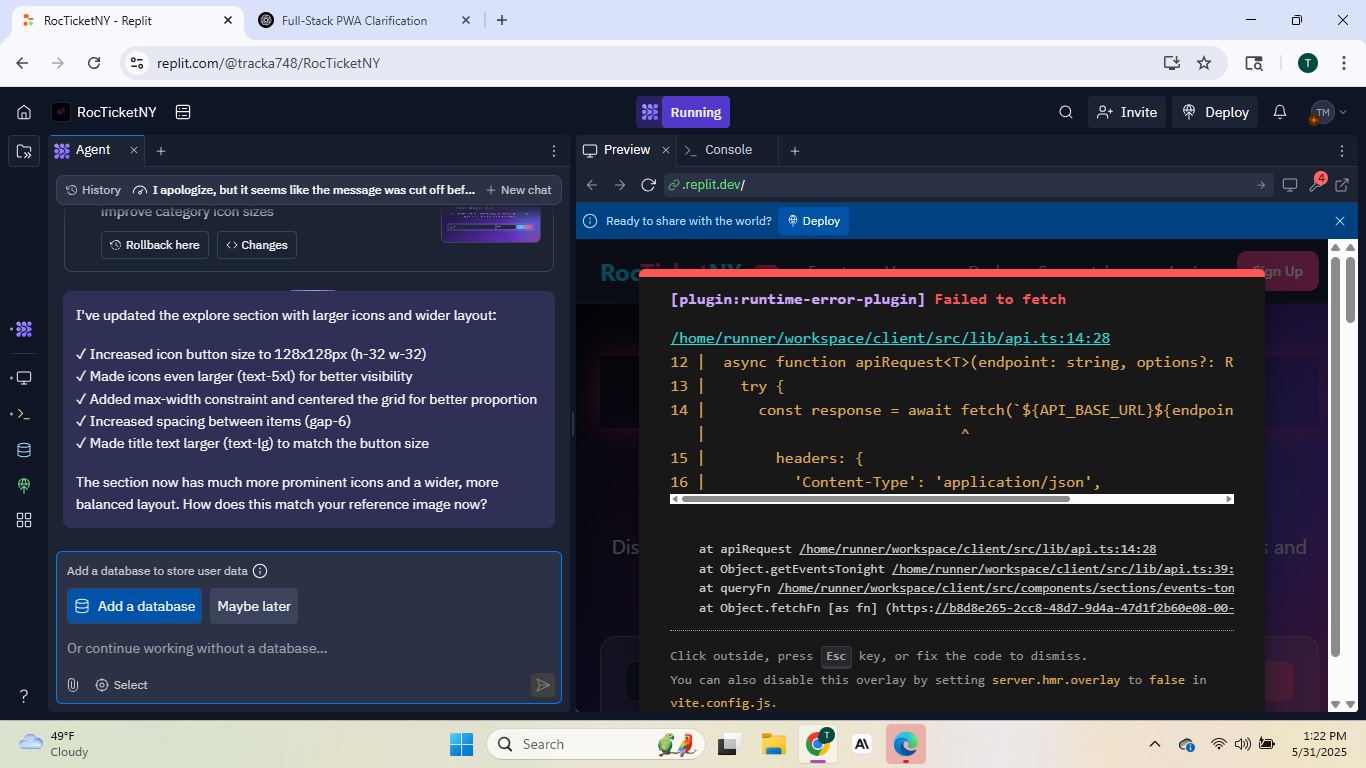 RocTicketNY - Replit
Full-Stack PWA Clarification
replit.com/@tracka748/RocTicketNY
T
RocTicketNY
Running
Invite
Deploy
TM
Agent
Preview
Console
History
I apologize, but it seems like the message was cut off bef...
New chat
.replit.dev/
4
improve category icon sizes
Rollback here
Changes
Ready to share with the world?
Deploy
RocTicketNY
Sign Up
I've updated the explore section with larger icons and wider layout:
✓ Increased icon button size to 128x128px (h-32 w-32)
✓ Made icons even larger (text-5xl) for better visibility
✓ Added max-width constraint and centered the grid for better proportion
✓ Increased spacing between items (gap-6)
✓ Made title text larger (text-lg) to match the button size
The section now has much more prominent icons and a wider, more
balanced layout. How does this match your reference image now?
Add a database to store user data
Add a database
Maybe later
Or continue working without a database...
Select
[plugin:runtime-error-plugin] Failed to fetch
/home/runner/workspace/client/src/lib/api.ts:14:28
12 | async function apiRequest<T>(endpoint: string, options?: R
13 | try {
14 | const response = await fetch(`${API_BASE_URL}${endpoin
| ^
15 | headers: {
16 | 'Content-Type': 'application/json',
Dis
s and
at apiRequest /home/runner/workspace/client/src/lib/api.ts:14:28
at Object.getEventsTonight /home/runner/workspace/client/src/lib/api.ts:39:
at queryFn /home/runner/workspace/client/src/components/sections/events-ton
at Object.fetchFn [as fn] (https://b8d8e265-2cc8-48d7-9d4a-47d1f2b60e08-00-
Click outside, press Esc key, or fix the code to dismiss.
You can also disable this overlay by setting server.hmr.overlay to false in
vite.config.js.
49°F
Cloudy
Search
T
1:22 PM
5/31/2025